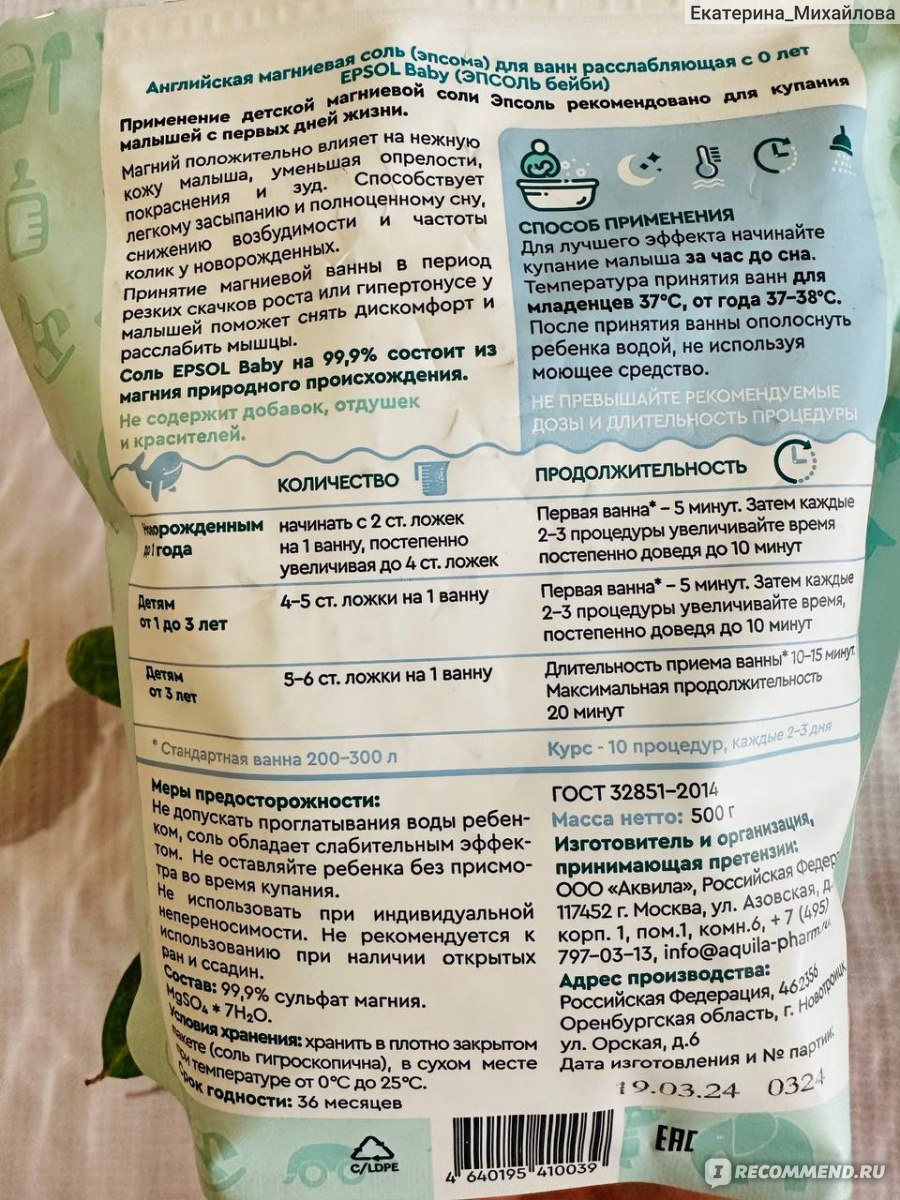 Екатерина_Михайлова
Английская магниевая соль (эпсома) для ванн расслабляющая с 0 лет
EPSOL Baby (ЭПСОЛЬ бейби)
Применение детской магниевой соли Эпсоль рекомендовано для купания
малышей с первых дней жизни.
Магний положительно влияет на нежную
кожу малыша, уменьшая опрелости,
покраснения и зуд. Способствует
легкому засыпанию и полноценному сну,
снижению возбудимости и частоты
колик у новорожденных.
Принятие магниевой ванны в период
резких скачков роста или гипертонусе у
малышей поможет снять дискомфорт и
расслабить мышцы.
Соль EPSOL Baby на 99,9% состоит из
магния природного происхождения.
Не содержит добавок, отдушек
и красителей.
СПОСОБ ПРИМЕНЕНИЯ
Для лучшего эффекта начинайте
купание малыша за час до сна.
Температура принятия ванн для
младенцев 37°C, от года 37–38°C.
После принятия ванны ополоснуть
ребенка водой, не используя
моющее средство.
НЕ ПРЕВЫШАЙТЕ РЕКОМЕНДУЕМЫЕ
ДОЗЫ И ДЛИТЕЛЬНОСТЬ ПРОЦЕДУРЫ
КОЛИЧЕСТВО
ПРОДОЛЖИТЕЛЬНОСТЬ
Новорожденным
до 1 года
начинать с 2 ст. ложек
на 1 ванну, постепенно
увеличивая до 4 ст. ложек
Первая ванна* – 5 минут. Затем каждые
2–3 процедуры увеличивайте время
постепенно доведя до 10 минут
Детям
от 1 до 3 лет
4–5 ст. ложки на 1 ванну
Первая ванна* – 5 минут. Затем каждые
2–3 процедуры увеличивайте время,
постепенно доведя до 10 минут
Детям
от 3 лет
5–6 ст. ложки на 1 ванну
Длительность приема ванны* 10–15 минут.
Максимальная продолжительность
20 минут
* Стандартная ванна 200–300 л
Курс - 10 процедур, каждые 2–3 дня
Меры предосторожности:
Не допускать проглатывания воды ребен-
ком, соль обладает слабительным эффек-
том. Не оставляйте ребенка без присмо-
тра во время купания.
Не использовать при индивидуальной
непереносимости. Не рекомендуется к
использованию при наличии открытых
ран и ссадин.
Состав: 99,9% сульфат магния.
MgSO₄ * 7H₂O.
Условия хранения: хранить в плотно закрытом
пакете (соль гигроскопична), в сухом месте
при температуре от 0°C до 25°C.
Срок годности: 36 месяцев
ГОСТ 32851–2014
Масса нетто: 500 г
Изготовитель и организация,
принимающая претензии:
ООО «Аквила», Российская Федер
117452 г. Москва, ул. Азовская, д.
корп. 1, пом.1, комн.6, + 7 (495)
797–03–13, info@aquila-pharm.ru
Адрес производства:
Российская Федерация, 462356
Оренбургская область, г. Новотроицк
ул. Орская, д.6
Дата изготовления и № партии:
19.03.24 0324
C/LDPE
4 640195 410039
EAC
IRECOMMEND.RU